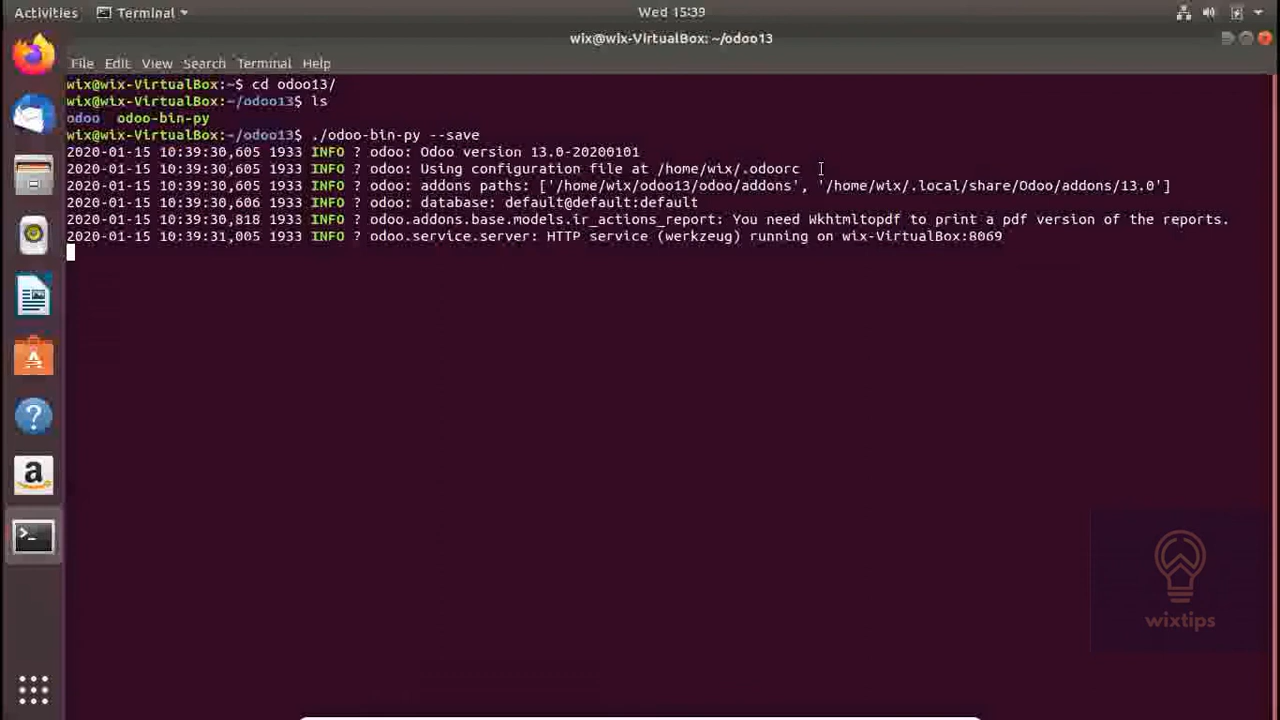 Activities Terminal Wed 15:39
wix@wix-VirtualBox: ~/odoo13
File Edit View Search Terminal Help
wix@wix-VirtualBox:~$ cd odoo13/
wix@wix-VirtualBox:~/odoo13$ ls
odoo odoo-bin-py
wix@wix-VirtualBox:~/odoo13$ ./odoo-bin-py --save
2020-01-15 10:39:30,605 1933 INFO ? odoo: Odoo version 13.0-20200101
2020-01-15 10:39:30,605 1933 INFO ? odoo: Using configuration file at /home/wix/.odoorc
2020-01-15 10:39:30,605 1933 INFO ? odoo: addons paths: ['/home/wix/odoo13/odoo/addons', '/home/wix/.local/share/Odoo/addons/13.0']
2020-01-15 10:39:30,606 1933 INFO ? odoo: database: default@default:default
2020-01-15 10:39:30,818 1933 INFO ? odoo.addons.base.models.ir_actions_report: You need Wkhtmltopdf to print a pdf version of the reports.
2020-01-15 10:39:31,005 1933 INFO ? odoo.service.server: HTTP service (werkzeug) running on wix-VirtualBox:8069
wixtips